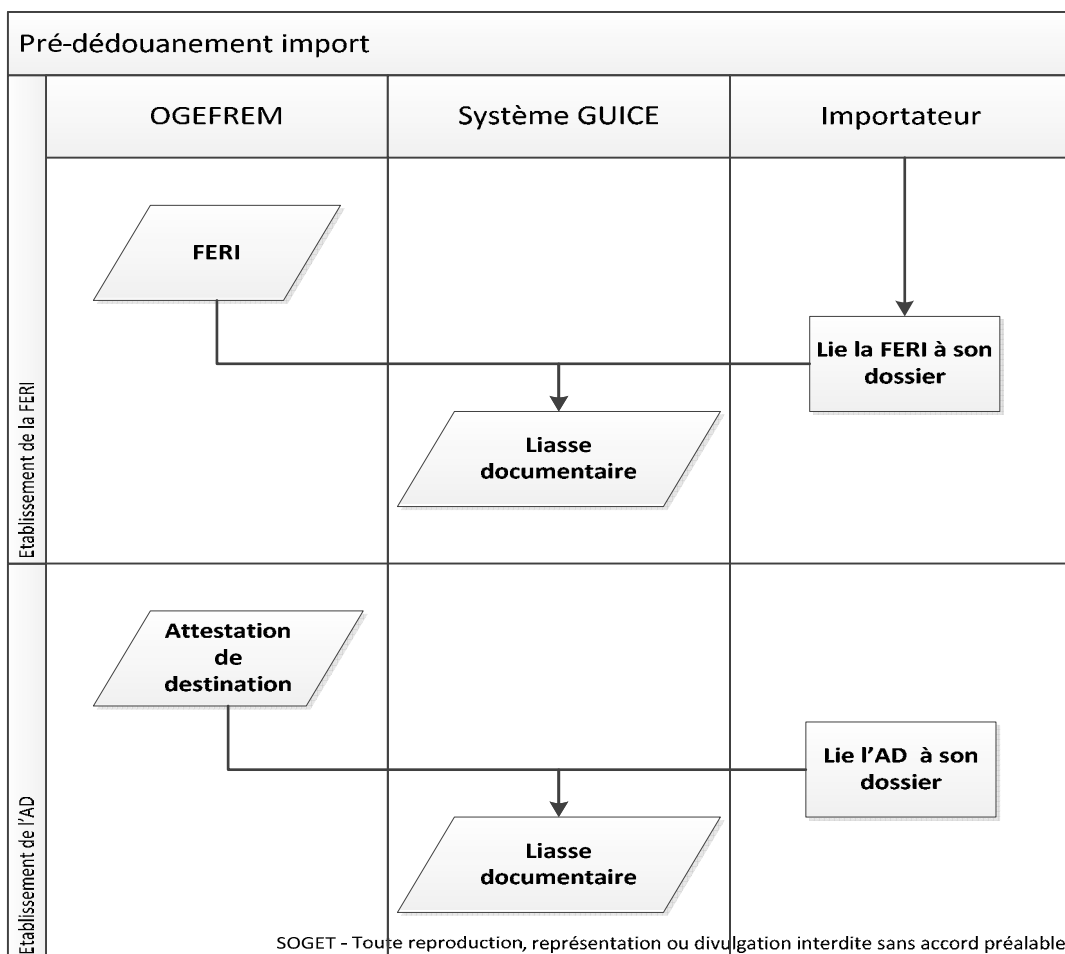 Pré-dédouanement import
OGEFREM
Système GUICE
Importateur
Etablissement de la FERI
FERI
Lie la FERI à son
dossier
Liasse
documentaire
Etablissement de l'AD
Attestation
de
destination
Lie l'AD à son
dossier
Liasse
documentaire
SOGET - Toute reproduction, représentation ou divulgation interdite sans accord préalable